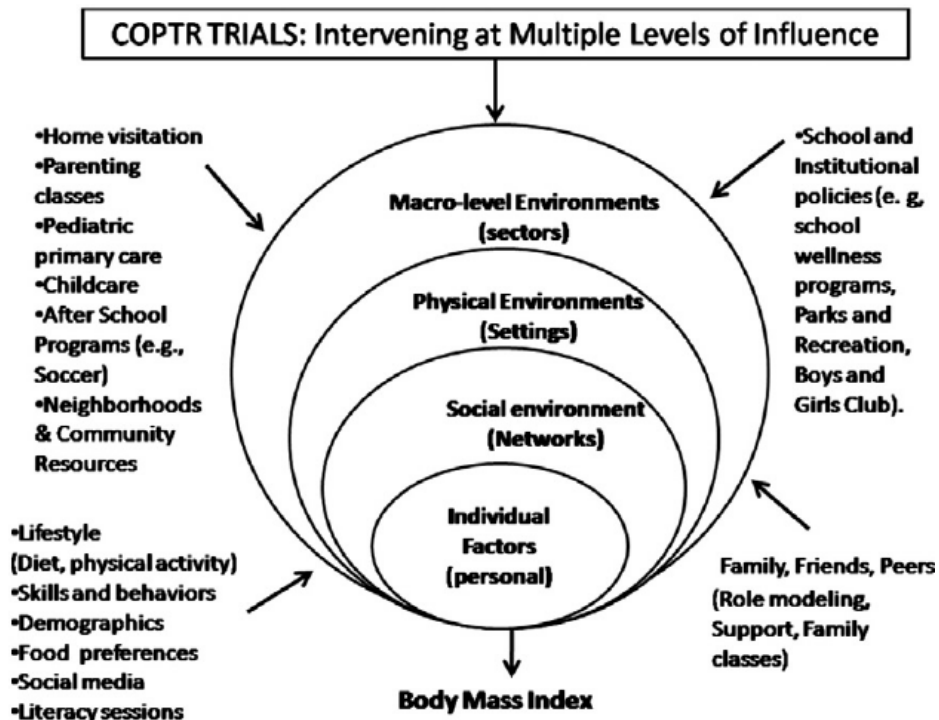 COPTR TRIALS: Intervening at Multiple Levels of Influence
•Home visitation
•Parenting
classes
•Pediatric
primary care
•Childcare
•After School
Programs (e.g.,
Soccer)
•Neighborhoods
& Community
Resources
•Lifestyle
(Diet, physical activity)
•Skills and behaviors
•Demographics
•Food preferences
•Social media
•Literacy sessions
Macro-level Environments
(sectors)
Physical Environments
(Settings)
Social environment
(Networks)
Individual
Factors
(personal)
Body Mass Index
•School and
Institutional
policies (e. g,
school
wellness
programs,
Parks and
Recreation,
Boys and
Girls Club).
Family, Friends, Peers
(Role modeling,
Support, Family
classes)